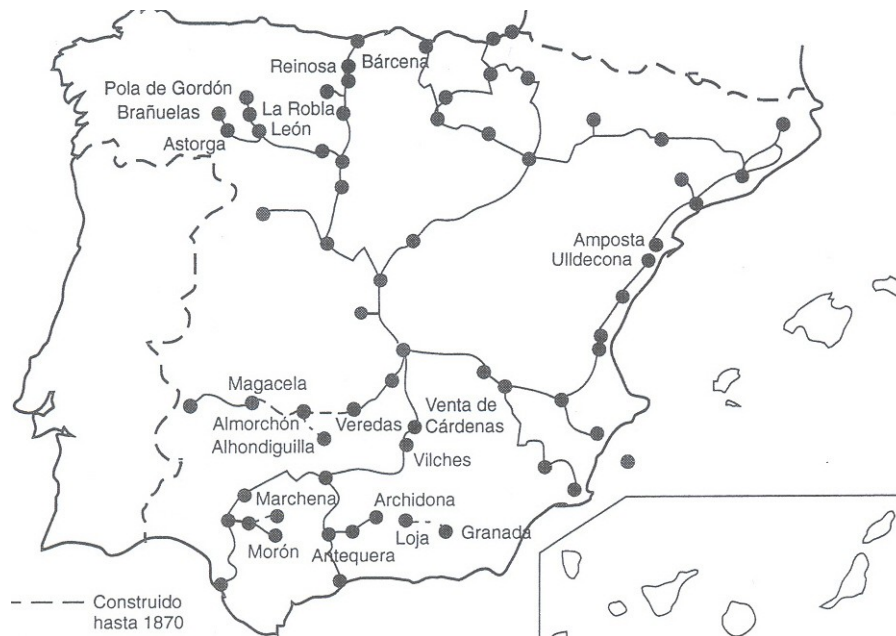 Reinosa
Bárcena
Pola de Gordón
Brañuelas
La Robla
León
Astorga
Amposta
Ulldecona
Magacela
Almorchón
Alhondiguilla
Veredas
Venta de
Cárdenas
Vilches
Marchena
Morón
Archidona
Antequera
Loja
Granada
Construido
hasta 1870